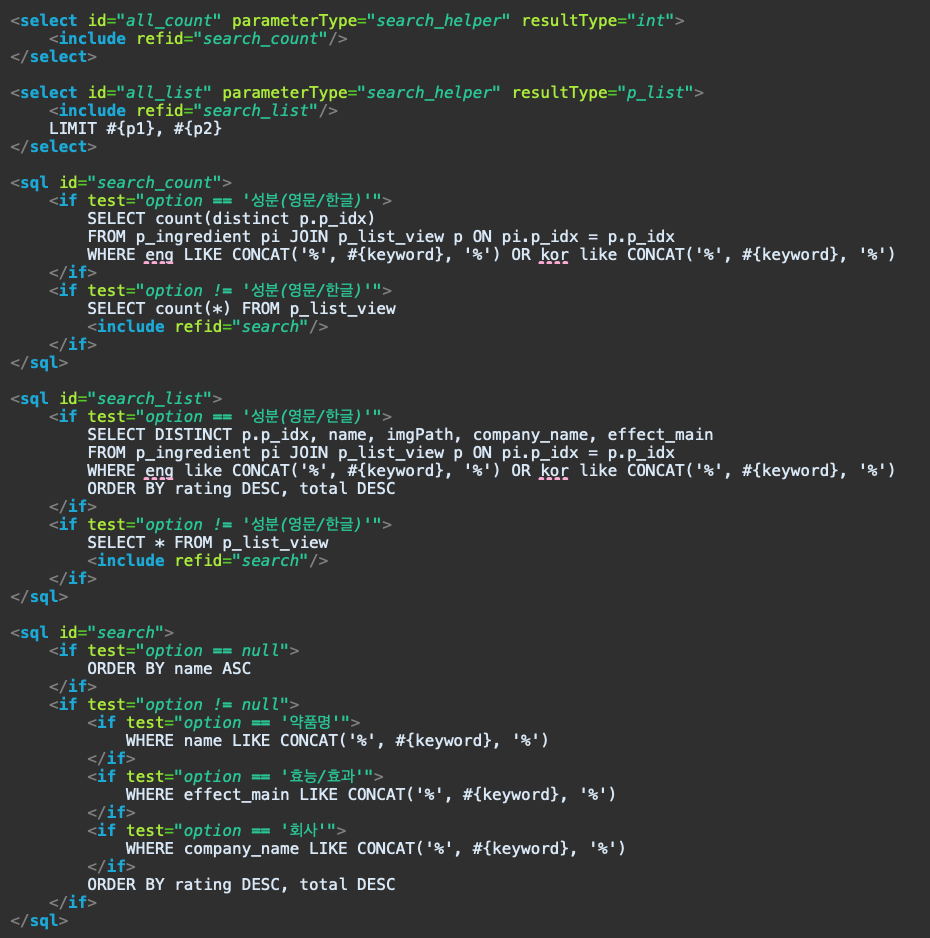 <select id="all_count" parameterType="search_helper" resultType="int">
    <include refid="search_count"/>
</select>

<select id="all_list" parameterType="search_helper" resultType="p_list">
    <include refid="search_list"/>
    LIMIT #{p1}, #{p2}
</select>

<sql id="search_count">
    <if test="option == '성분(영문/한글)'">
        SELECT count(distinct p.p_idx)
        FROM p_ingredient pi JOIN p_list_view p ON pi.p_idx = p.p_idx
        WHERE eng LIKE CONCAT('%', #{keyword}, '%') OR kor like CONCAT('%', #{keyword}, '%')
    </if>
    <if test="option != '성분(영문/한글)'">
        SELECT count(*) FROM p_list_view
        <include refid="search"/>
    </if>
</sql>

<sql id="search_list">
    <if test="option == '성분(영문/한글)'">
        SELECT DISTINCT p.p_idx, name, imgPath, company_name, effect_main
        FROM p_ingredient pi JOIN p_list_view p ON pi.p_idx = p.p_idx
        WHERE eng like CONCAT('%', #{keyword}, '%') OR kor like CONCAT('%', #{keyword}, '%')
        ORDER BY rating DESC, total DESC
    </if>
    <if test="option != '성분(영문/한글)'">
        SELECT * FROM p_list_view
        <include refid="search"/>
    </if>
</sql>

<sql id="search">
    <if test="option == null">
        ORDER BY name ASC
    </if>
    <if test="option != null">
        <if test="option == '약품명'">
            WHERE name LIKE CONCAT('%', #{keyword}, '%')
        </if>
        <if test="option == '효능/효과'">
            WHERE effect_main LIKE CONCAT('%', #{keyword}, '%')
        </if>
        <if test="option == '회사'">
            WHERE company_name LIKE CONCAT('%', #{keyword}, '%')
        </if>
        ORDER BY rating DESC, total DESC
    </if>
</sql>